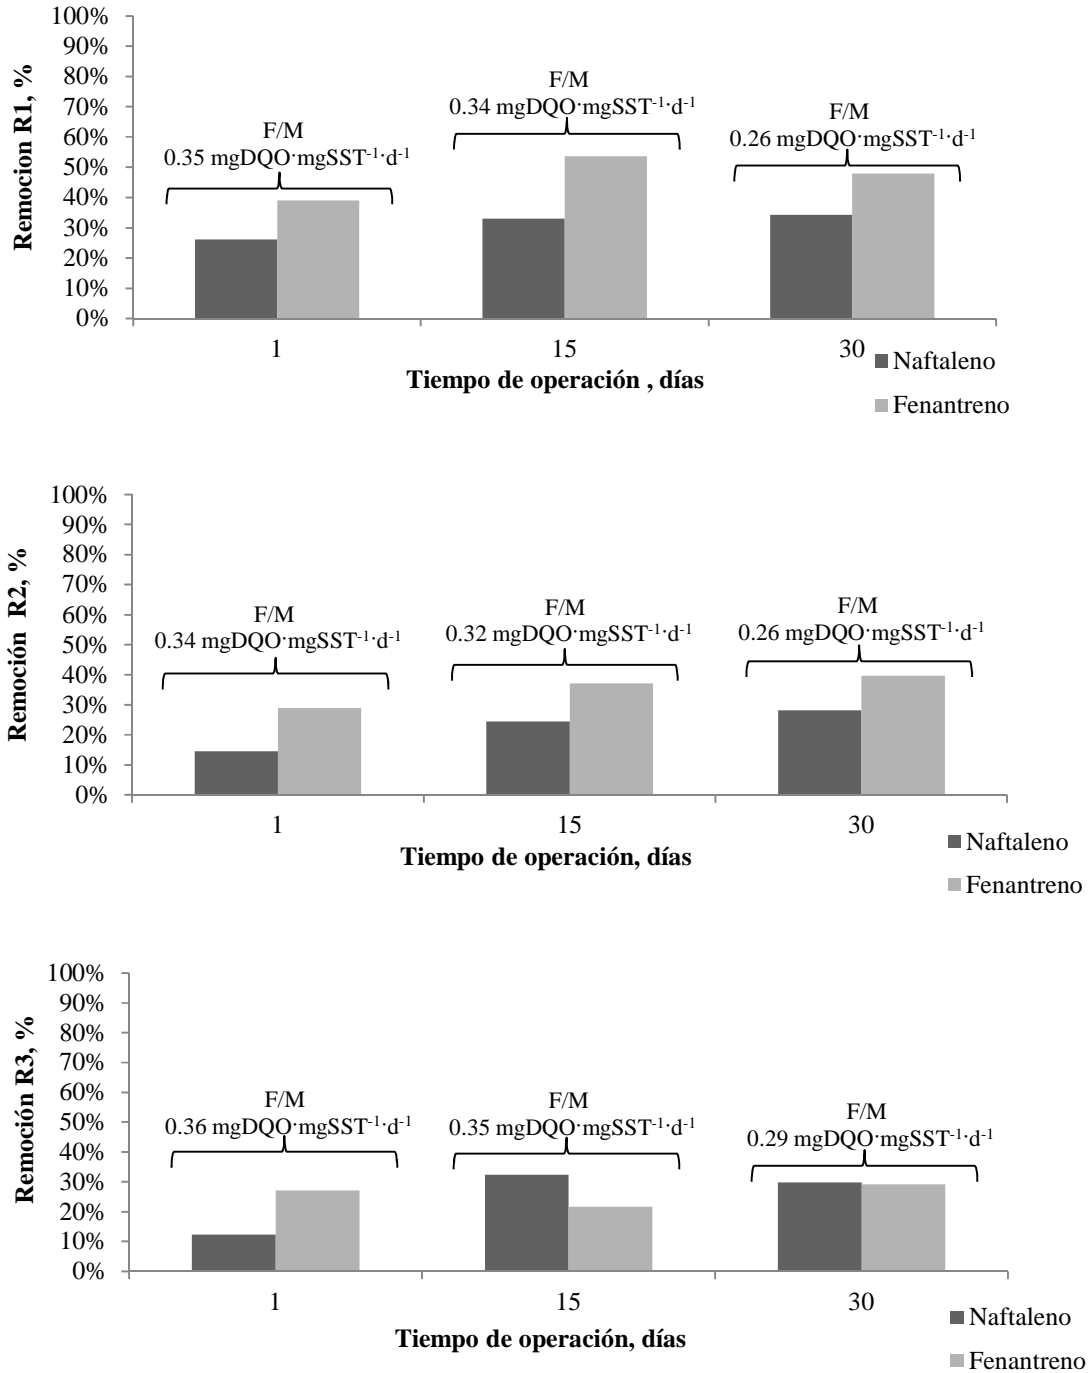 100%
90%
80%
70%
60%
50%
40%
30%
20%
10%
0%
Remocion R1, %
F/M
0.35 mgDQO·mgSST⁻¹·d⁻¹
F/M
0.34 mgDQO·mgSST⁻¹·d⁻¹
F/M
0.26 mgDQO·mgSST⁻¹·d⁻¹
1
15
30
Tiempo de operación , días
Naftaleno
Fenantreno
100%
90%
80%
70%
60%
50%
40%
30%
20%
10%
0%
Remoción R2, %
F/M
0.34 mgDQO·mgSST⁻¹·d⁻¹
F/M
0.32 mgDQO·mgSST⁻¹·d⁻¹
F/M
0.26 mgDQO·mgSST⁻¹·d⁻¹
1
15
30
Tiempo de operación, días
Naftaleno
Fenantreno
100%
90%
80%
70%
60%
50%
40%
30%
20%
10%
0%
Remoción R3, %
F/M
0.36 mgDQO·mgSST⁻¹·d⁻¹
F/M
0.35 mgDQO·mgSST⁻¹·d⁻¹
F/M
0.29 mgDQO·mgSST⁻¹·d⁻¹
1
15
30
Tiempo de operación, días
Naftaleno
Fenantreno